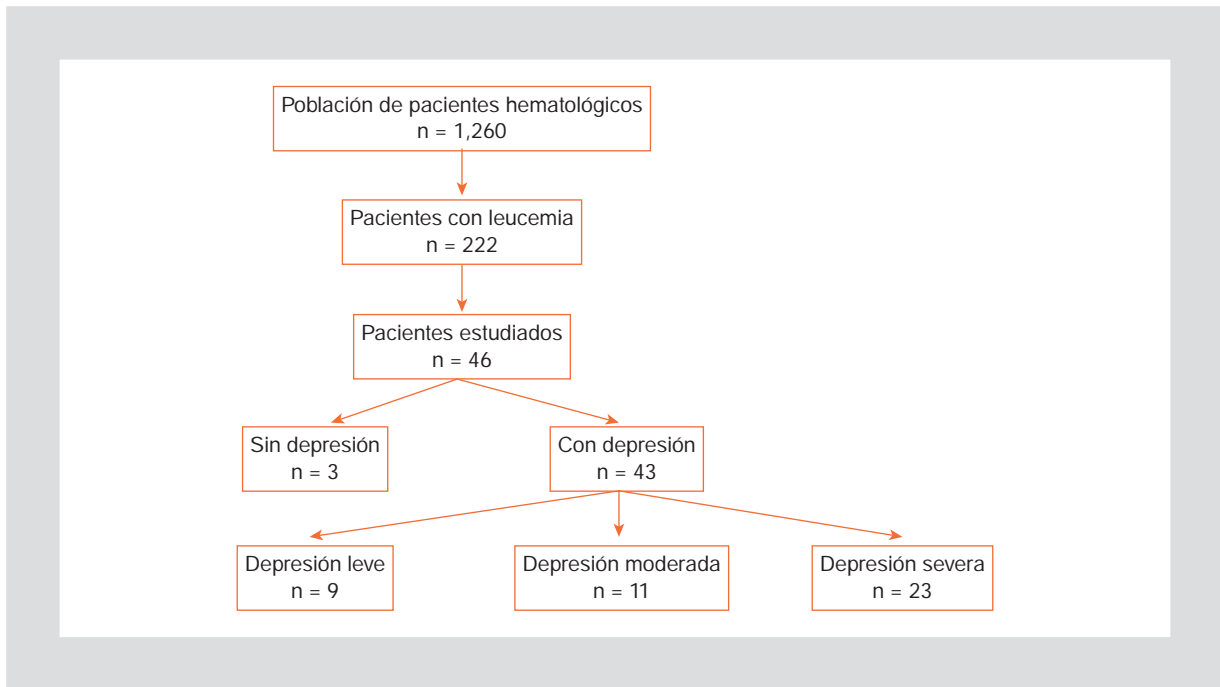 Población de pacientes hematológicos
n = 1,260
Pacientes con leucemia
n = 222
Pacientes estudiados
n = 46
Sin depresión
n = 3
Con depresión
n = 43
Depresión leve
n = 9
Depresión moderada
n = 11
Depresión severa
n = 23